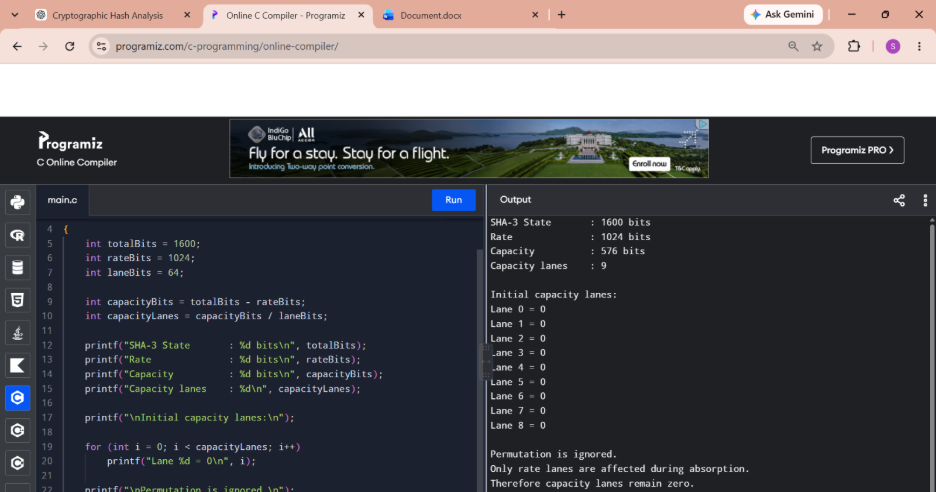 Cryptographic Hash Analysis
Online C Compiler - Programiz
Document.docx
Ask Gemini
programiz.com/c-programming/online-compiler/
S
Programiz
C Online Compiler
IndiGo BluChip
All
ACCOR
Fly for a stay. Stay for a flight.
Introducing Two-way point conversion.
Enroll now
T&C apply.
Programiz PRO >
main.c
Run
4 {
5 int totalBits = 1600;
6 int rateBits = 1024;
7 int laneBits = 64;
8
9 int capacityBits = totalBits - rateBits;
10 int capacityLanes = capacityBits / laneBits;
11
12 printf("SHA-3 State : %d bits\n", totalBits);
13 printf("Rate : %d bits\n", rateBits);
14 printf("Capacity : %d bits\n", capacityBits);
15 printf("Capacity lanes : %d\n", capacityLanes);
16
17 printf("\nInitial capacity lanes:\n");
18
19 for (int i = 0; i < capacityLanes; i++)
20 printf("Lane %d = 0\n", i);
21
22 printf("\nPermutation is ignored.\n");
Output
SHA-3 State : 1600 bits
Rate : 1024 bits
Capacity : 576 bits
Capacity lanes : 9
Initial capacity lanes:
Lane 0 = 0
Lane 1 = 0
Lane 2 = 0
Lane 3 = 0
Lane 4 = 0
Lane 5 = 0
Lane 6 = 0
Lane 7 = 0
Lane 8 = 0
Permutation is ignored.
Only rate lanes are affected during absorption.
Therefore capacity lanes remain zero.